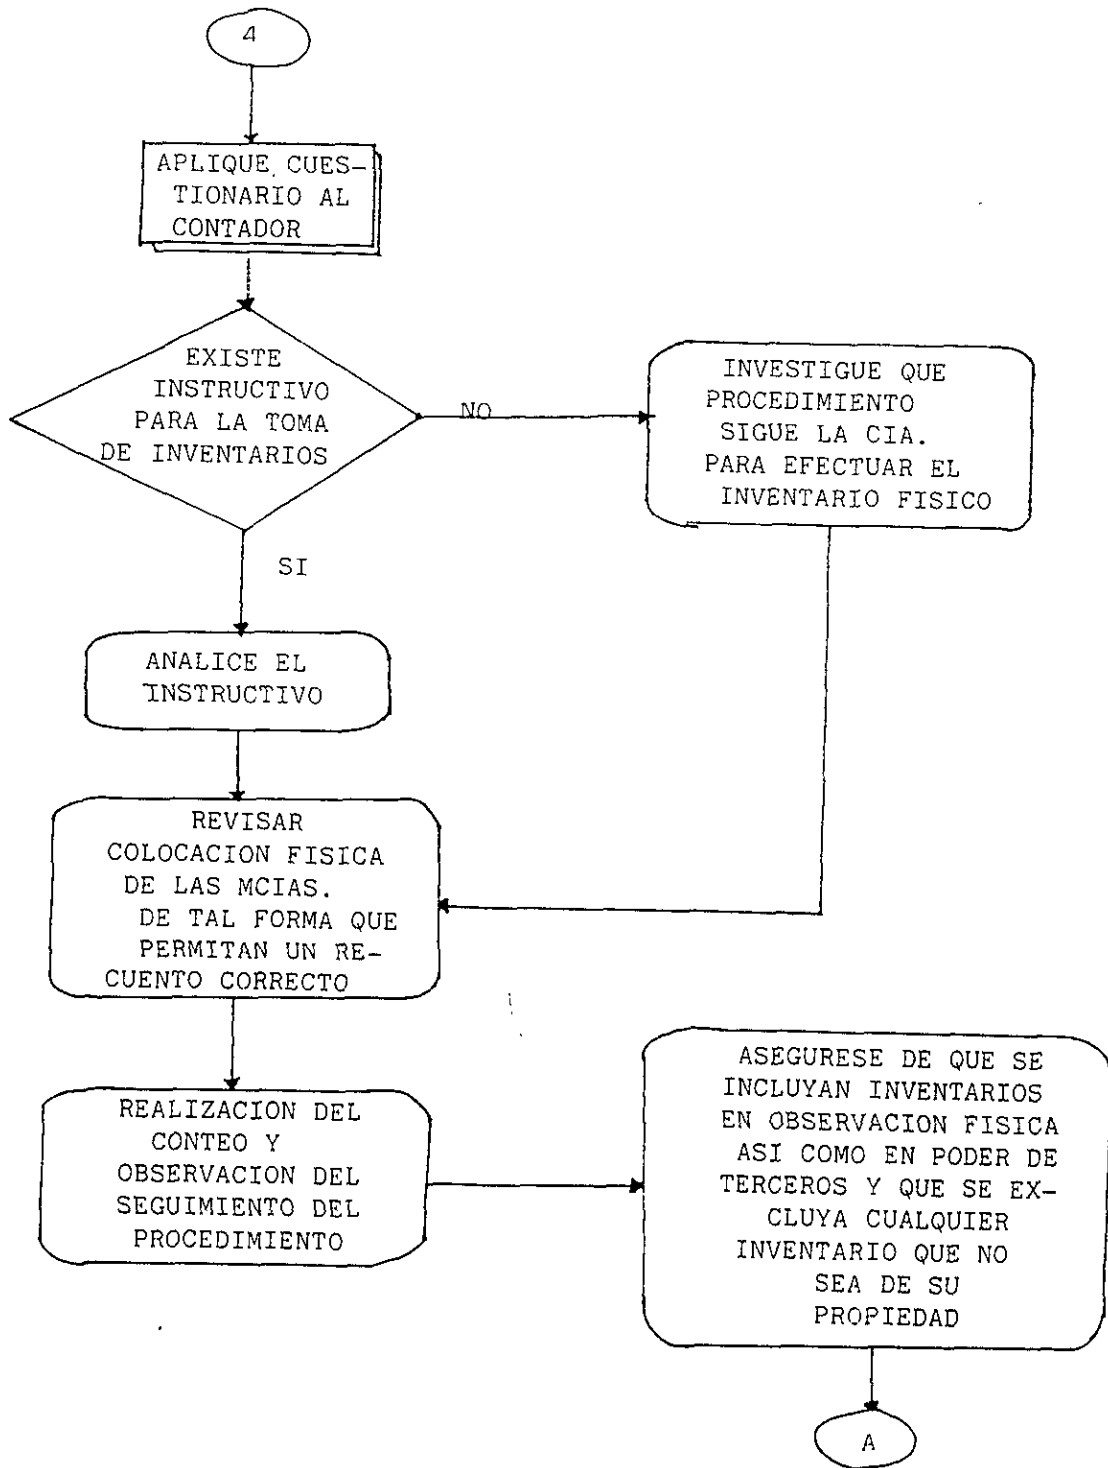 4
APLIQUE CUES-
TIONARIO AL
CONTADOR
EXISTE
INSTRUCTIVO
PARA LA TOMA
DE INVENTARIOS
NO
INVESTIGUE QUE
PROCEDIMIENTO
SIGUE LA CIA.
PARA EFECTUAR EL
INVENTARIO FISICO
SI
ANALICE EL
INSTRUCTIVO
REVISAR
COLOCACION FISICA
DE LAS MCIAS.
DE TAL FORMA QUE
PERMITAN UN RE-
CUENTO CORRECTO
REALIZACION DEL
CONTEO Y
OBSERVACION DEL
SEGUIMIENTO DEL
PROCEDIMIENTO
ASEGURESE DE QUE SE
INCLUYAN INVENTARIOS
EN OBSERVACION FISICA
ASI COMO EN PODER DE
TERCEROS Y QUE SE EX-
CLUYA CUALQUIER
INVENTARIO QUE NO
SEA DE SU
PROPIEDAD
A